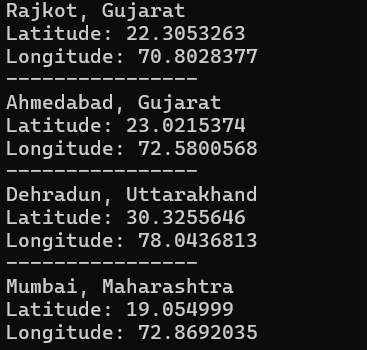 Rajkot, Gujarat
Latitude: 22.3053263
Longitude: 70.8028377
----------------
Ahmedabad, Gujarat
Latitude: 23.0215374
Longitude: 72.5800568
----------------
Dehradun, Uttarakhand
Latitude: 30.3255646
Longitude: 78.0436813
----------------
Mumbai, Maharashtra
Latitude: 19.054999
Longitude: 72.8692035